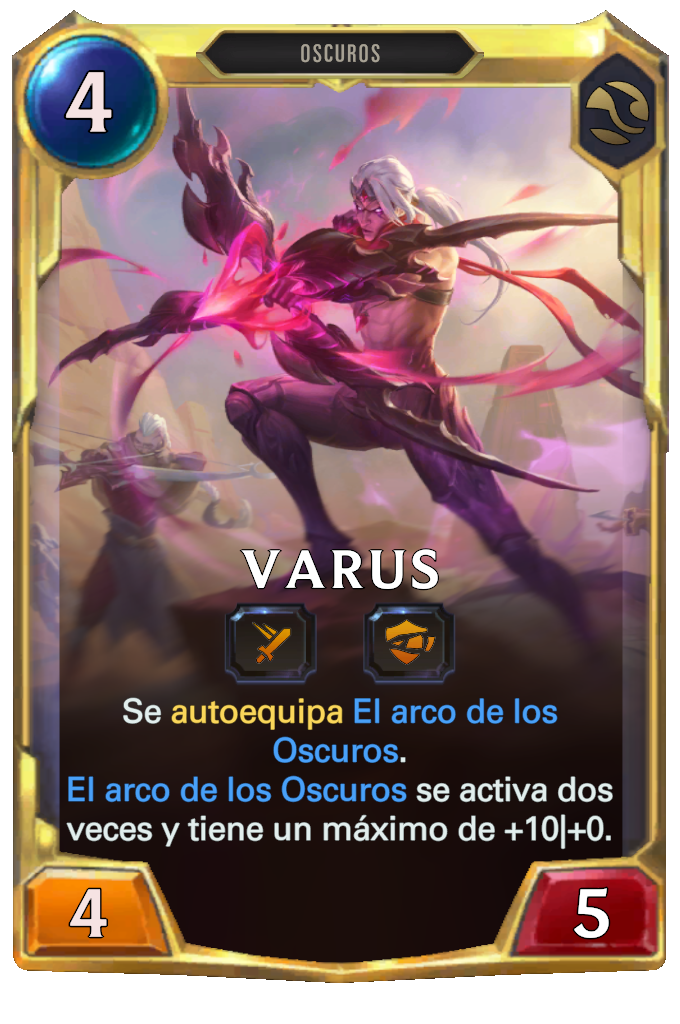 OSCUROS
4
VARUS
Se autoequipa El arco de los
Oscuros.
El arco de los Oscuros se activa dos
veces y tiene un máximo de +10|+0.
4
5